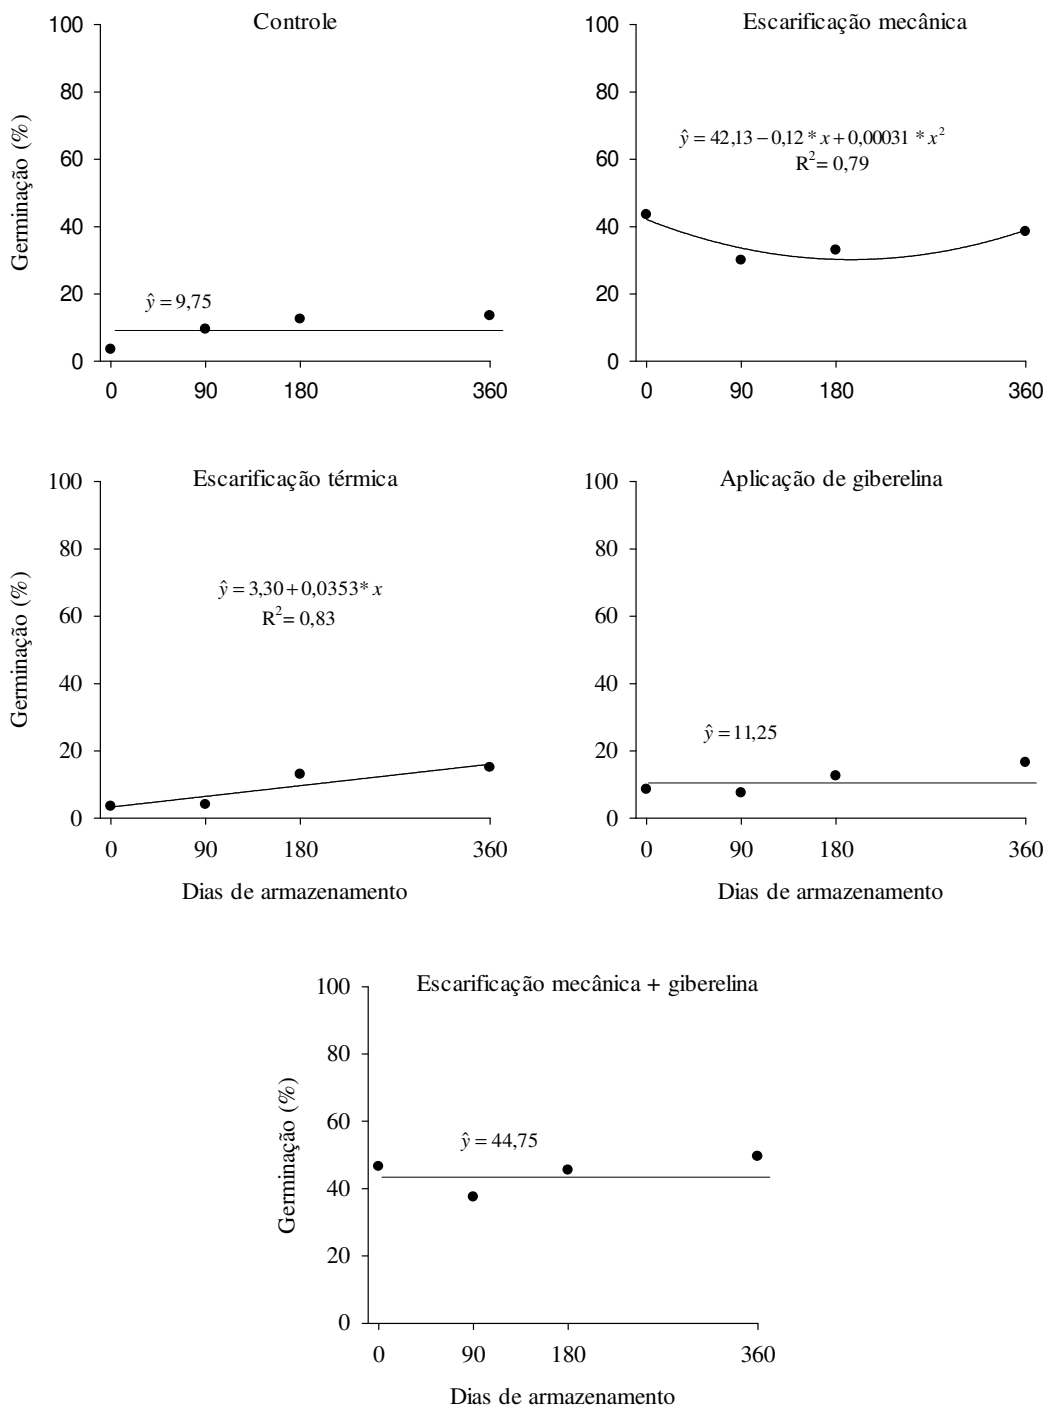 Controle
Germinação (%)
100
80
60
40
20
0
ŷ = 9,75
0 90 180 360
Escarificação mecânica
100
80
60
40
20
0
ŷ = 42,13 – 0,12 * x + 0,00031 * x²
R² = 0,79
0 90 180 360
Escarificação térmica
Germinação (%)
100
80
60
40
20
0
ŷ = 3,30 + 0,0353* x
R² = 0,83
0 90 180 360
Dias de armazenamento
Aplicação de giberelina
100
80
60
40
20
0
ŷ = 11,25
0 90 180 360
Dias de armazenamento
Escarificação mecânica + giberelina
Germinação (%)
100
80
60
40
20
0
ŷ = 44,75
0 90 180 360
Dias de armazenamento